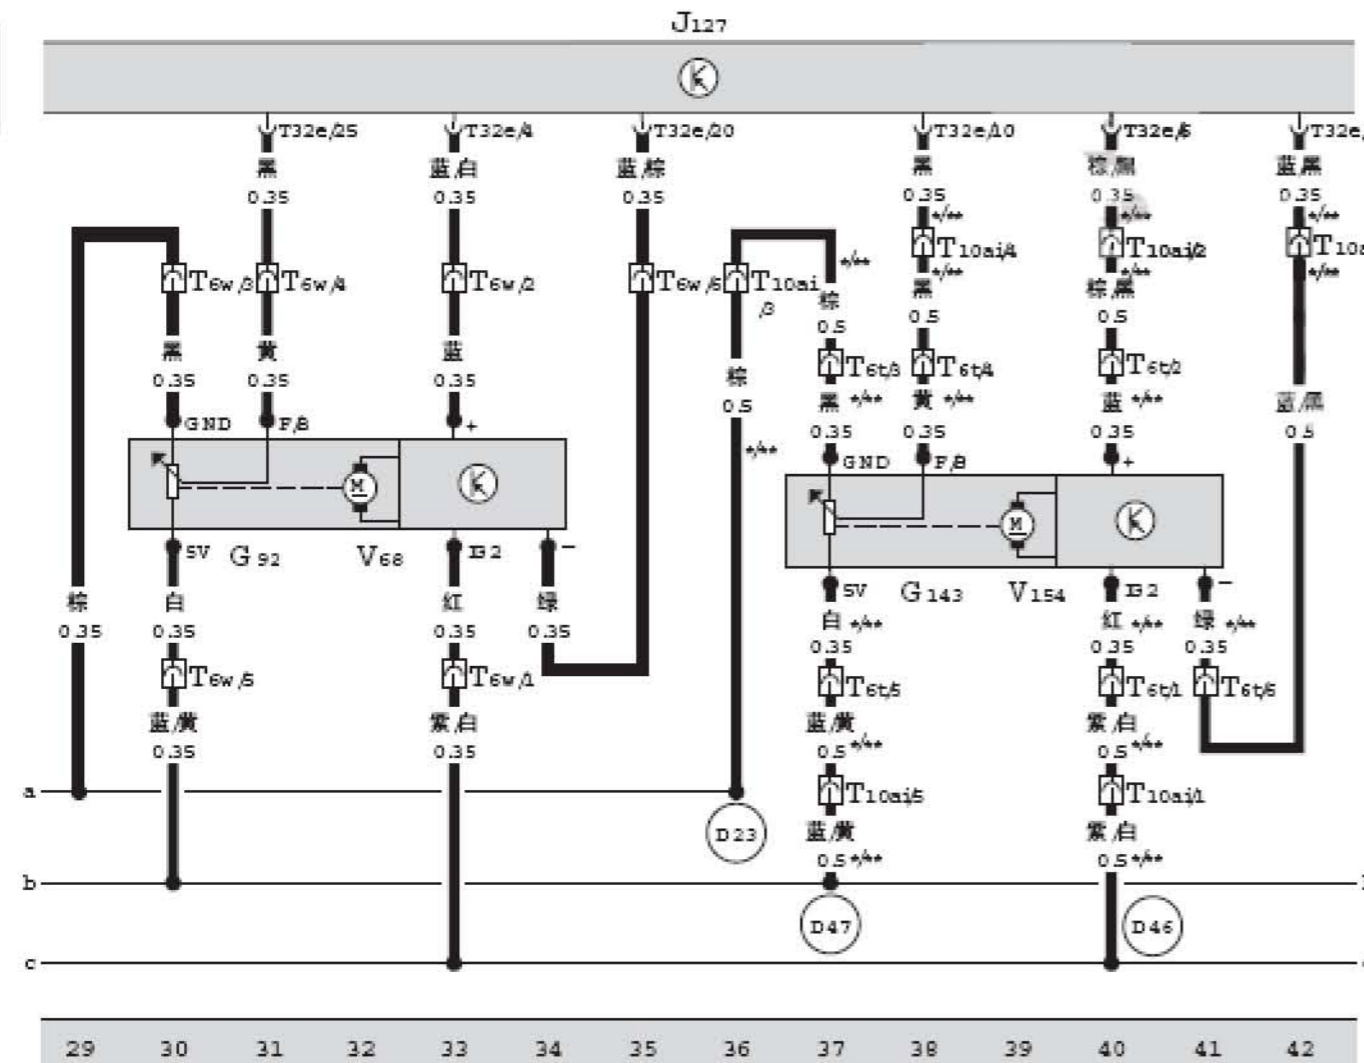 J127
T32e/25 T32e/4 T32e/20 T32e/10 T32e/6 T32e/
黑 蓝/白 蓝/棕 黑 棕/黑 蓝/黑
0.35 0.35 0.35 0.35 0.35 0.35
*/** */** */**
T10ai/4 T10ai/2 T10a
*/** */** */** */**
T6w/3 T6w/4 T6w/2 T6w/6 T10ai
/3
棕 黑 棕/黑
0.5 0.5 0.5
黑 黄 蓝 T6t/3 T6t/4 T6t/2
0.35 0.35 0.35 棕
0.5
黑 */** 黄 */** 蓝 */** 蓝/黑
0.35 0.35 0.35 0.5
GND F/B +
*/**
GND F/B +
M
M
5V G92 V68 B2 -
5V G143 V154 B2 -
棕 白 红 绿
0.35 0.35 0.35 0.35
白 */** 红 */** 绿 */**
0.35 0.35 0.35
T6w/5 T6w/1
T6t/5 T6t/1 T6t/6
蓝/黄 紫/白 蓝/黄 紫/白
0.35 0.35 0.5 */** 0.5 */**
a
T10ai/5 T10ai/1
D23 蓝/黄 紫/白
0.5 */** 0.5 */**
b
D47 D46
c
29 30 31 32 33 34 35 36 37 38 39 40 41 42